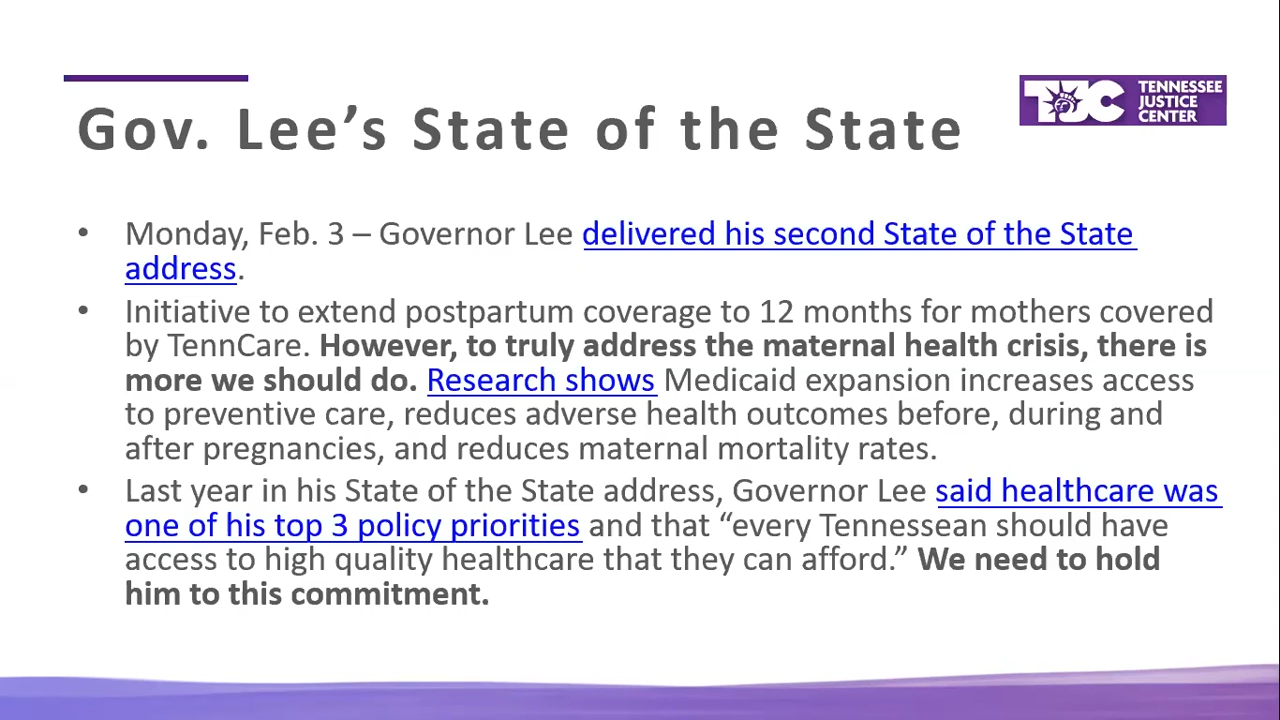 TJC TENNESSEE
JUSTICE
CENTER
Gov. Lee’s State of the State
• Monday, Feb. 3 – Governor Lee delivered his second State of the State
address.
• Initiative to extend postpartum coverage to 12 months for mothers covered
by TennCare. However, to truly address the maternal health crisis, there is
more we should do. Research shows Medicaid expansion increases access
to preventive care, reduces adverse health outcomes before, during and
after pregnancies, and reduces maternal mortality rates.
• Last year in his State of the State address, Governor Lee said healthcare was
one of his top 3 policy priorities and that “every Tennessean should have
access to high quality healthcare that they can afford.” We need to hold
him to this commitment.